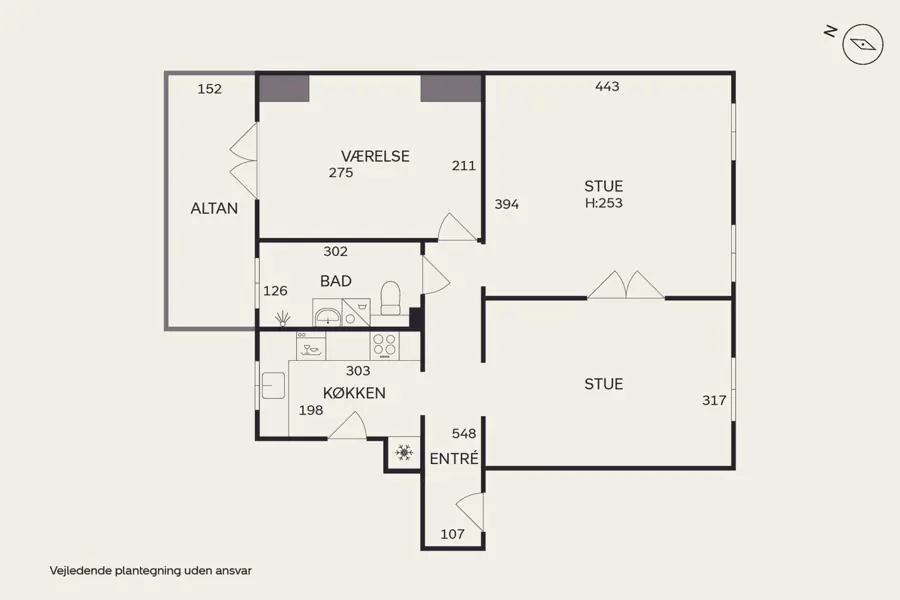 N
152
443
VÆRELSE
275
211
STUE
H:253
394
ALTAN
302
BAD
126
303
KØKKEN
198
STUE
317
548
ENTRÉ
107
Vejledende plantegning uden ansvar